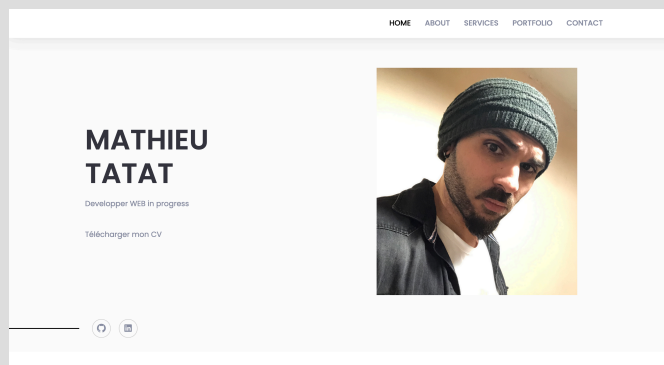 HOME ABOUT SERVICES PORTFOLIO CONTACT
MATHIEU
TATAT
Developper WEB in progress
Télécharger mon CV